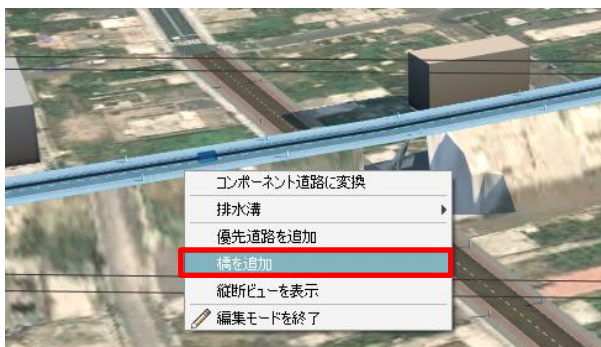 コンポーネント道路に変換
排水溝
優先道路を追加
橋を追加
縦断ビューを表示
編集モードを終了